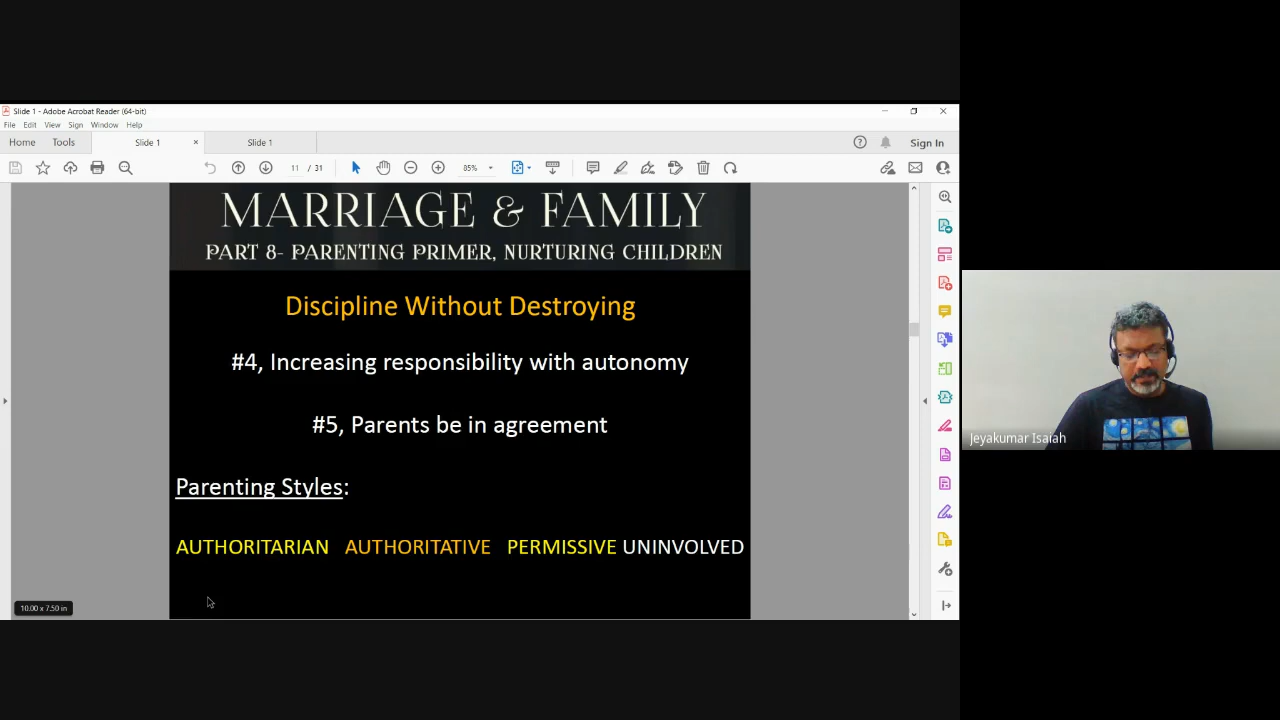 Slide 1 - Adobe Acrobat Reader (64-bit)
File Edit View Sign Window Help
Home Tools Slide 1 × Slide 1 Sign In
11 / 31 85%
MARRIAGE & FAMILY
PART 8- PARENTING PRIMER, NURTURING CHILDREN
Discipline Without Destroying
#4, Increasing responsibility with autonomy
#5, Parents be in agreement
Parenting Styles:
AUTHORITARIAN AUTHORITATIVE PERMISSIVE UNINVOLVED
10.00 x 7.50 in
Jeyakumar Isaiah